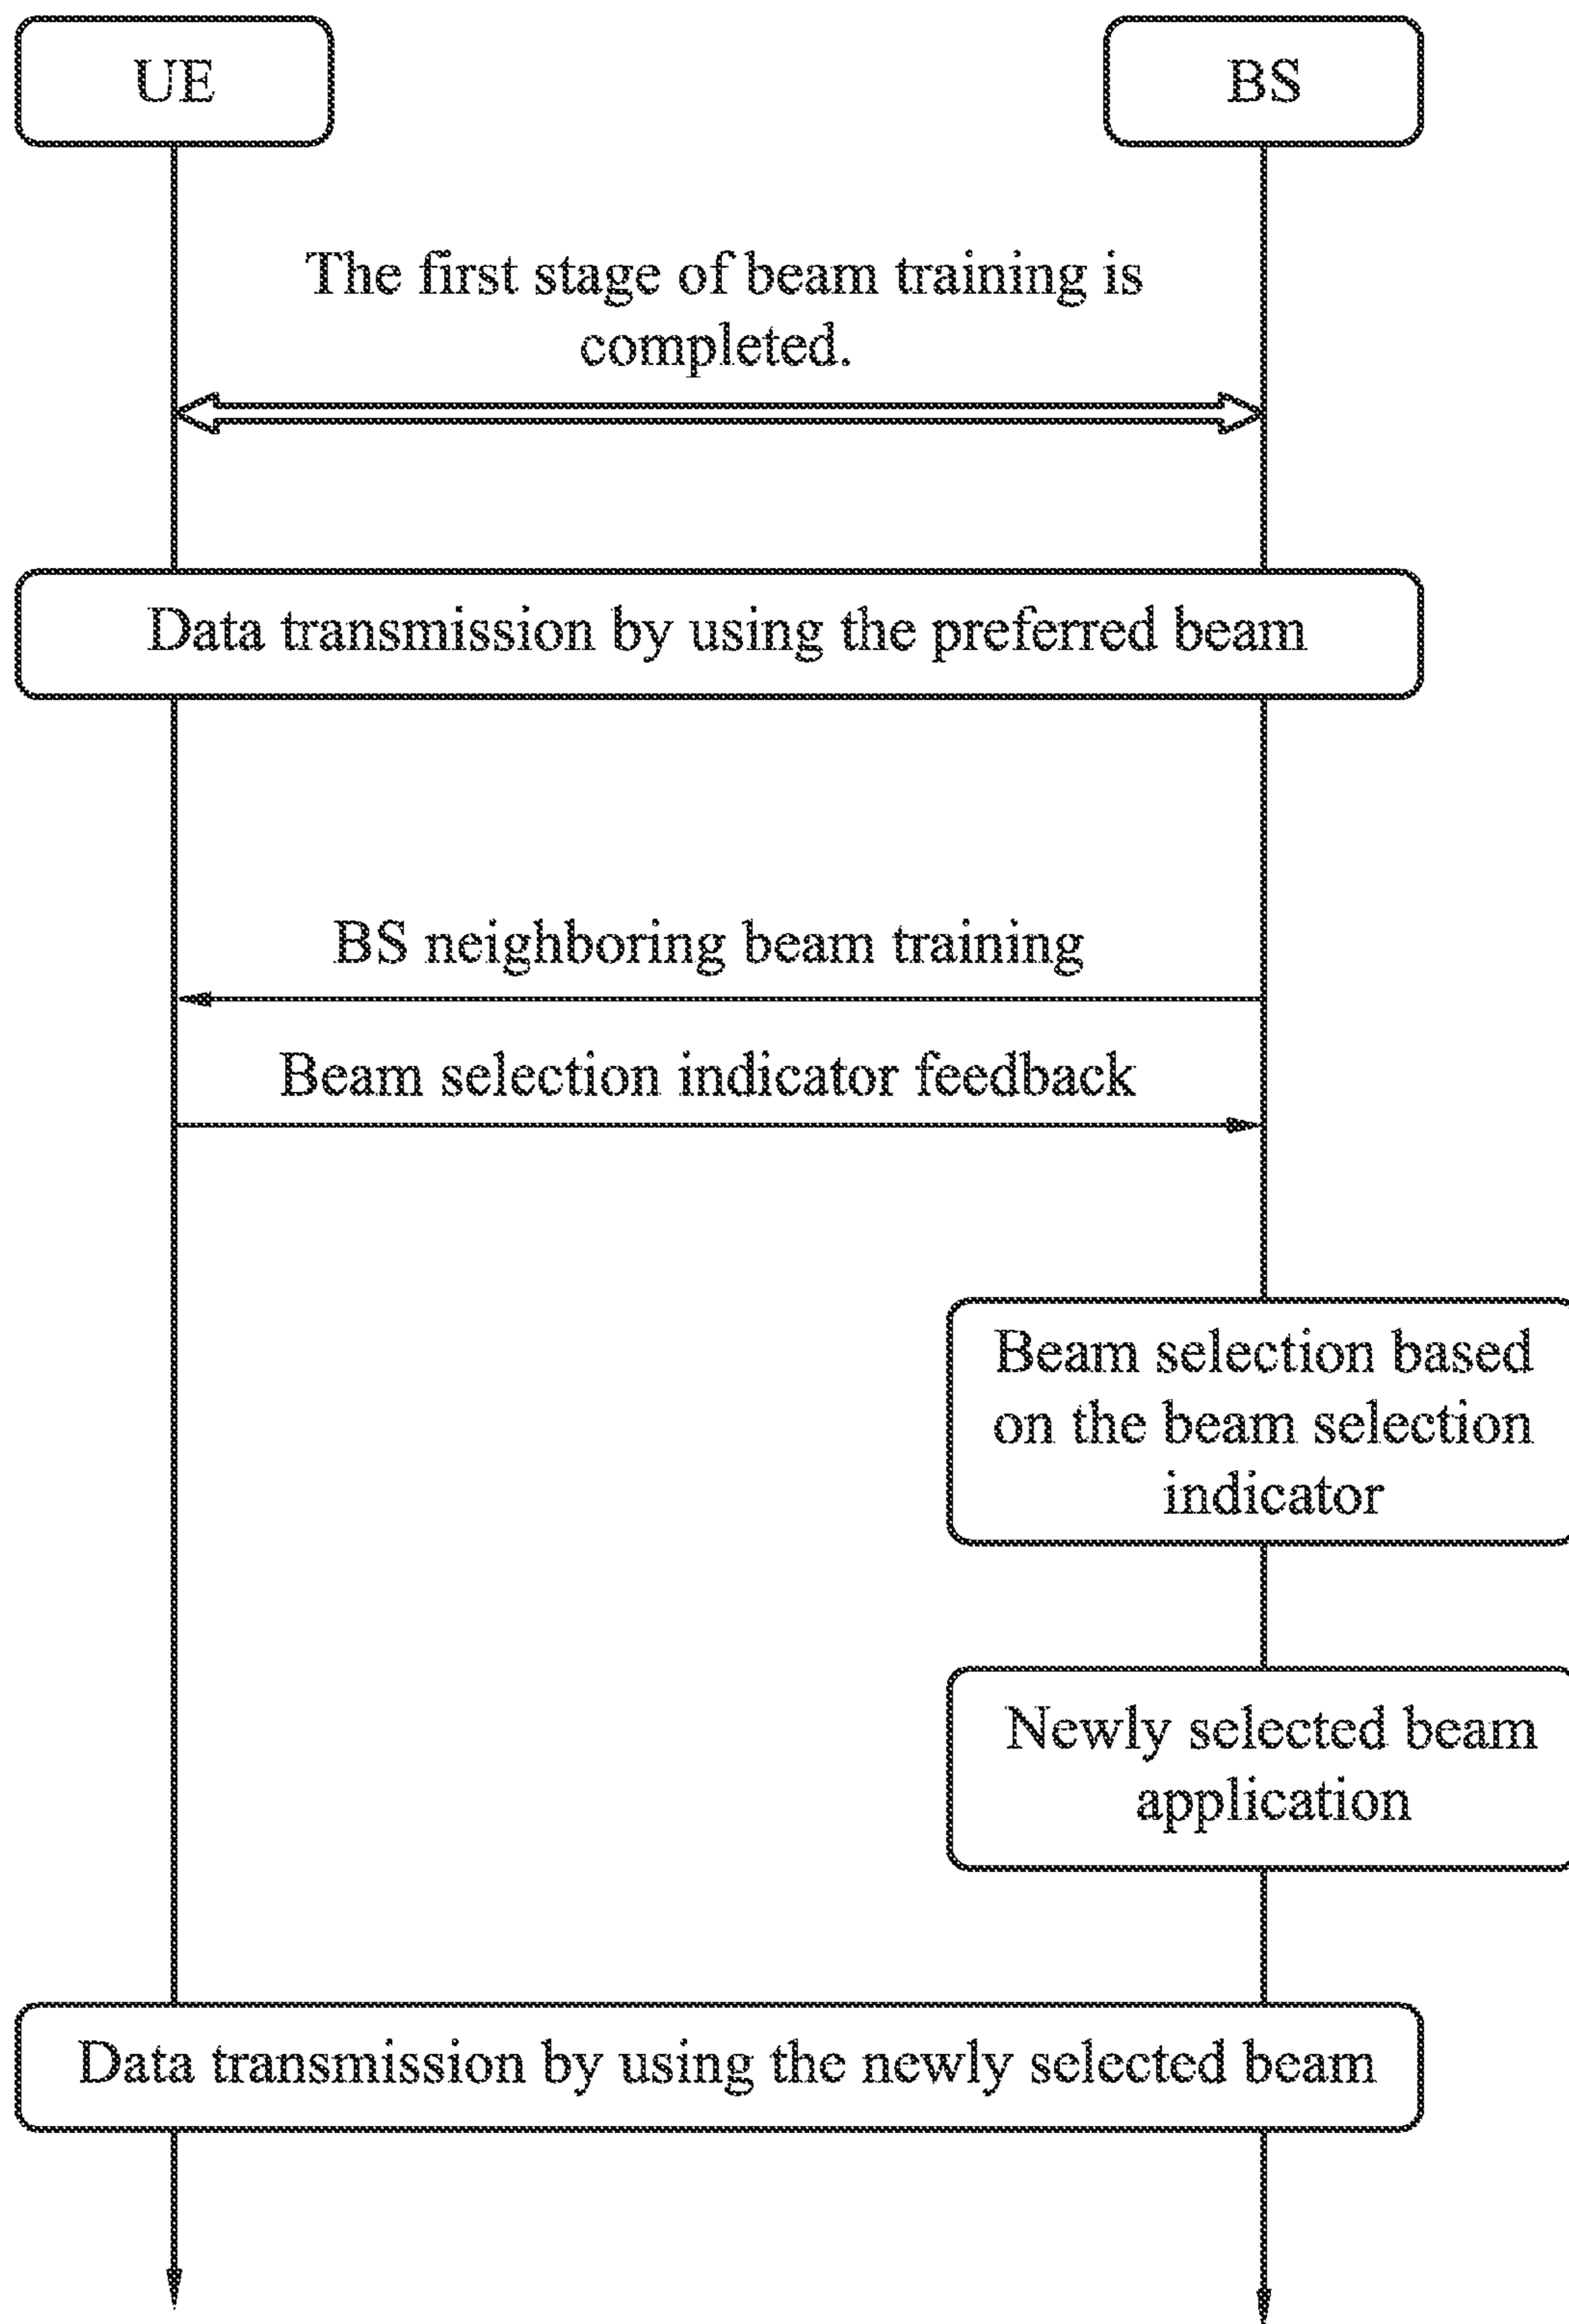 UE
BS
The first stage of beam training is
completed.
Data transmission by using the preferred beam
BS neighboring beam training
Beam selection indicator feedback
Beam selection based
on the beam selection
indicator
Newly selected beam
application
Data transmission by using the newly selected beam